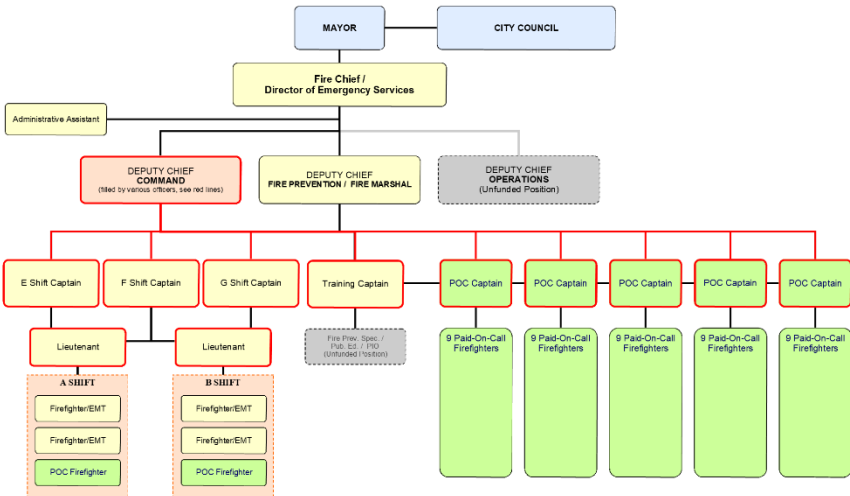 MAYOR
CITY COUNCIL
Fire Chief /
Director of Emergency Services
Administrative Assistant
DEPUTY CHIEF
COMMAND
(filled by various officers, see red lines)
DEPUTY CHIEF
FIRE PREVENTION / FIRE MARSHAL
DEPUTY CHIEF
OPERATIONS
(Unfunded Position)
E Shift Captain
F Shift Captain
G Shift Captain
Training Captain
POC Captain
POC Captain
POC Captain
POC Captain
POC Captain
Lieutenant
Lieutenant
Fire Prev. Spec. /
Pub. Ed. / PIO
(Unfunded Position)
9 Paid-On-Call
Firefighters
9 Paid-On-Call
Firefighters
9 Paid-On-Call
Firefighters
9 Paid-On-Call
Firefighters
9 Paid-On-Call
Firefighters
A SHIFT
Firefighter/EMT
Firefighter/EMT
POC Firefighter
B SHIFT
Firefighter/EMT
Firefighter/EMT
POC Firefighter